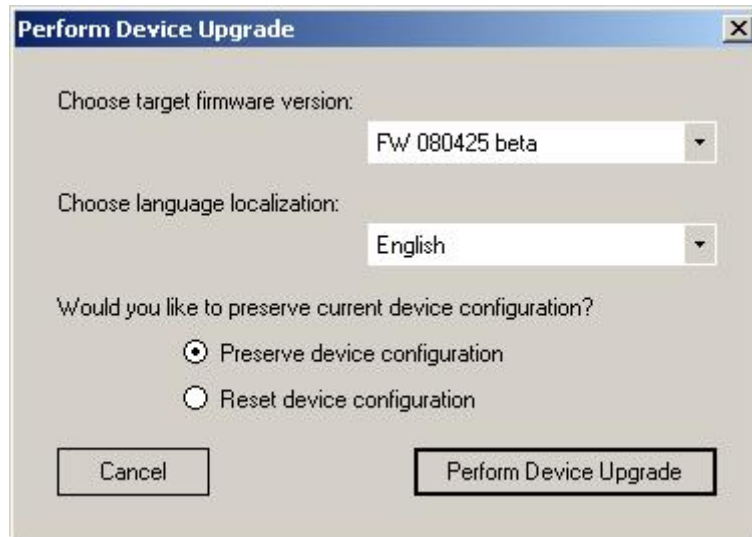 Perform Device Upgrade
Choose target firmware version:
FW 080425 beta
Choose language localization:
English
Would you like to preserve current device configuration?
Preserve device configuration
Reset device configuration
Cancel
Perform Device Upgrade